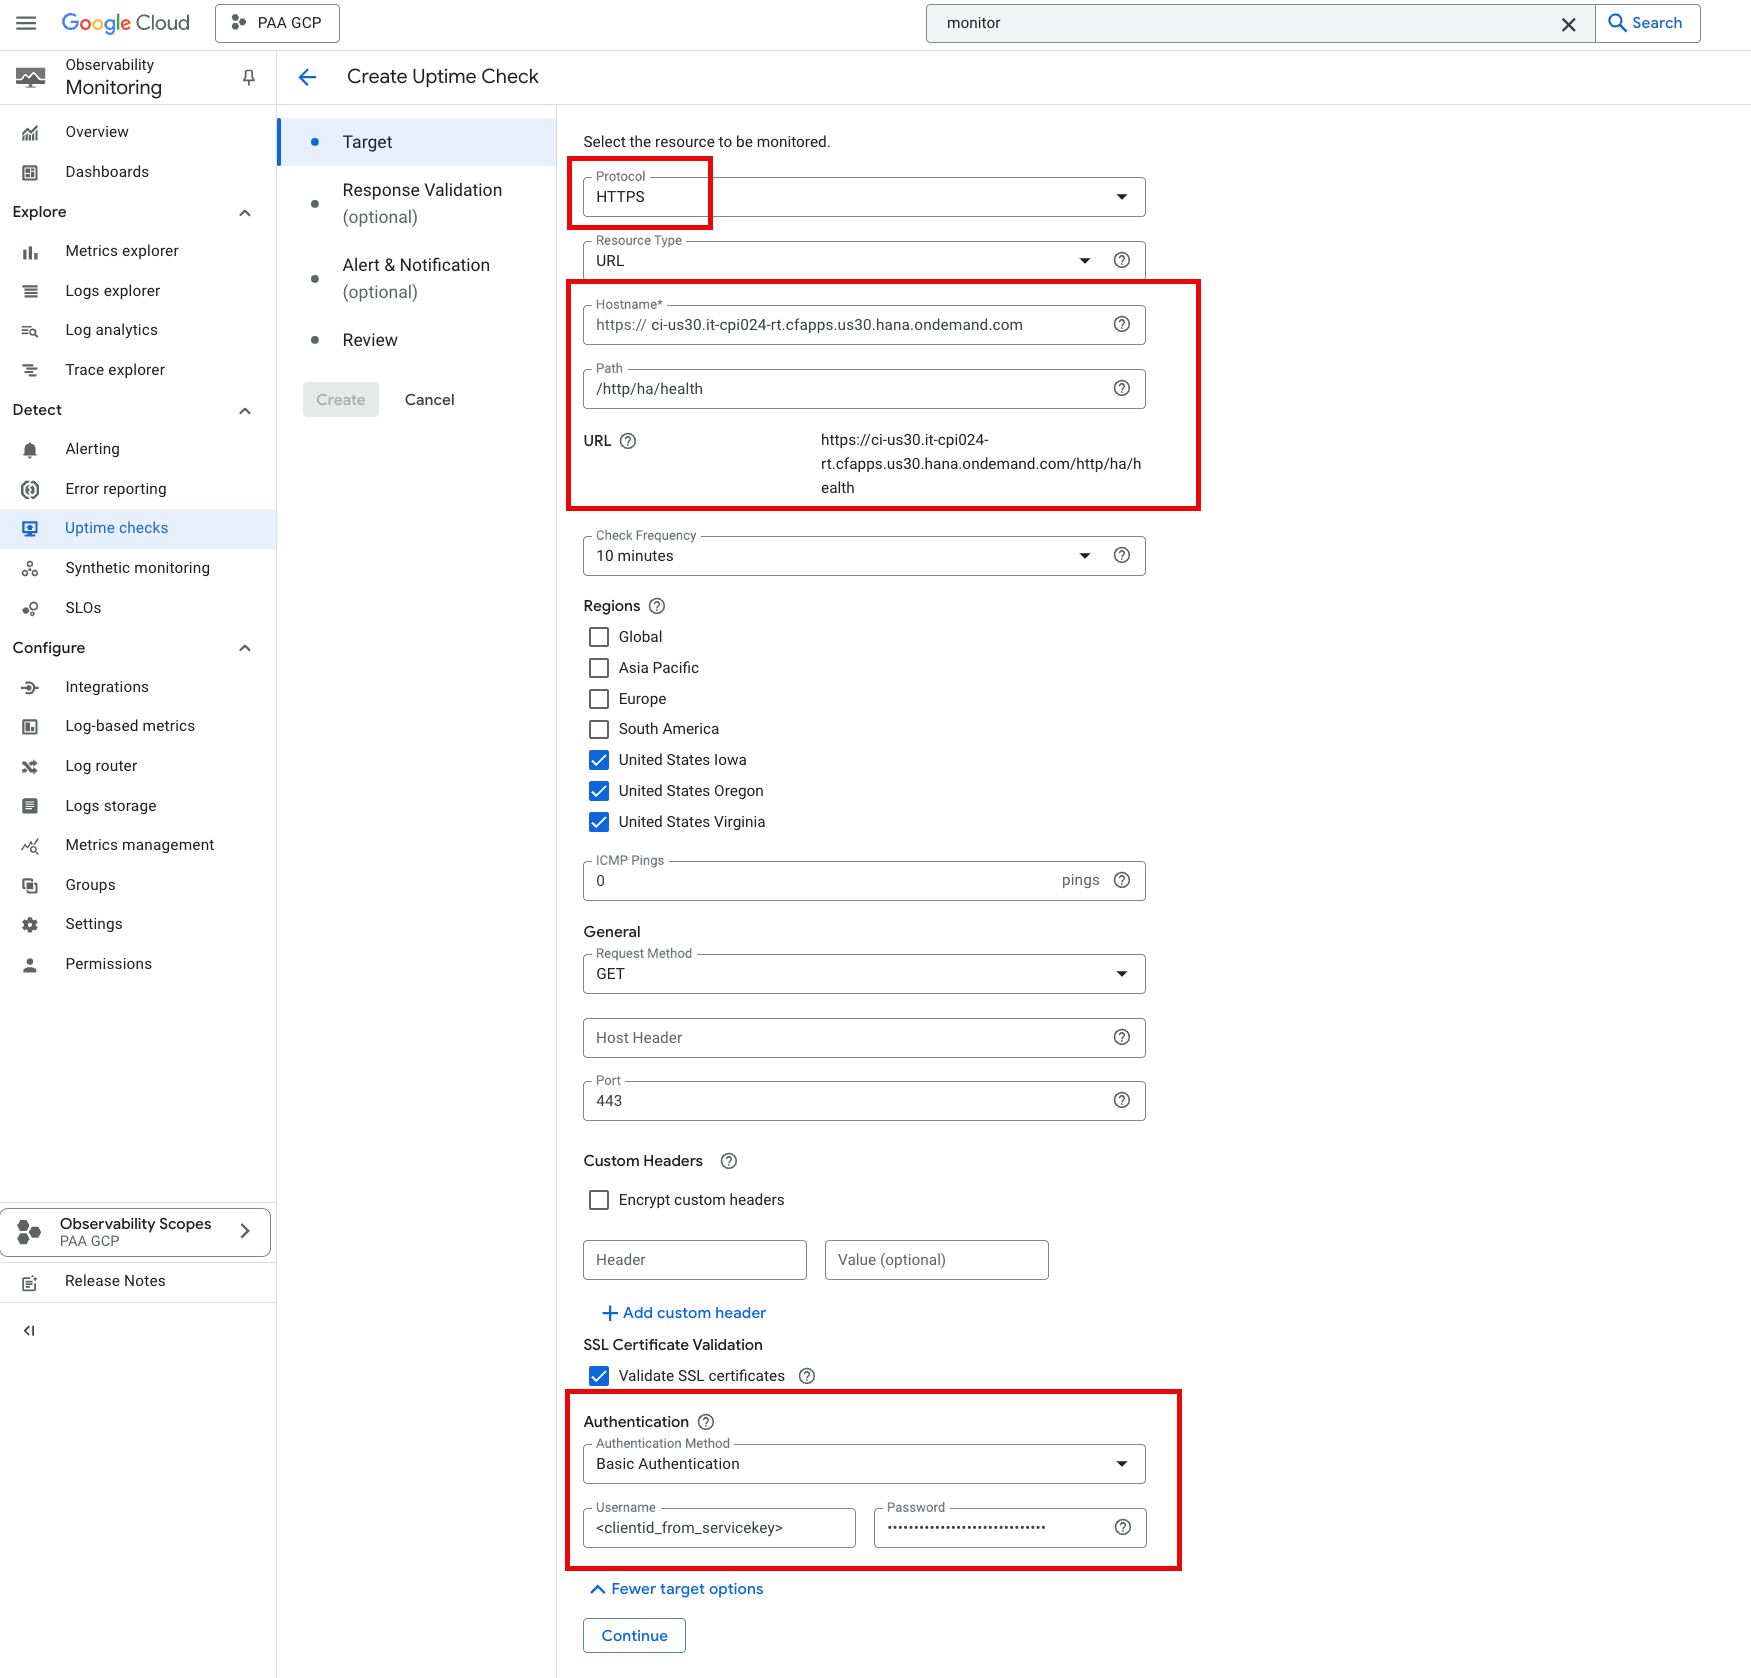 Google Cloud
PAA GCP
monitor
Search
Observability
Monitoring
Create Uptime Check
Overview
Dashboards
Explore
Metrics explorer
Logs explorer
Log analytics
Trace explorer
Detect
Alerting
Error reporting
Uptime checks
Synthetic monitoring
SLOs
Configure
Integrations
Log-based metrics
Log router
Logs storage
Metrics management
Groups
Settings
Permissions
Observability Scopes
PAA GCP
Release Notes
Target
Response Validation
(optional)
Alert & Notification
(optional)
Review
Create
Cancel
Select the resource to be monitored.
Protocol
HTTPS
Resource Type
URL
Hostname*
https:// ci-us30.it-cpi024-rt.cfapps.us30.hana.ondemand.com
Path
/http/ha/health
URL
https://ci-us30.it-cpi024-
rt.cfapps.us30.hana.ondemand.com/http/ha/h
ealth
Check Frequency
10 minutes
Regions
Global
Asia Pacific
Europe
South America
United States Iowa
United States Oregon
United States Virginia
ICMP Pings
0 pings
General
Request Method
GET
Host Header
Port
443
Custom Headers
Encrypt custom headers
Header
Value (optional)
Add custom header
SSL Certificate Validation
Validate SSL certificates
Authentication
Authentication Method
Basic Authentication
Username
<clientid_from_servicekey>
Password
••••••••••••••••••••••••••••••
Fewer target options
Continue